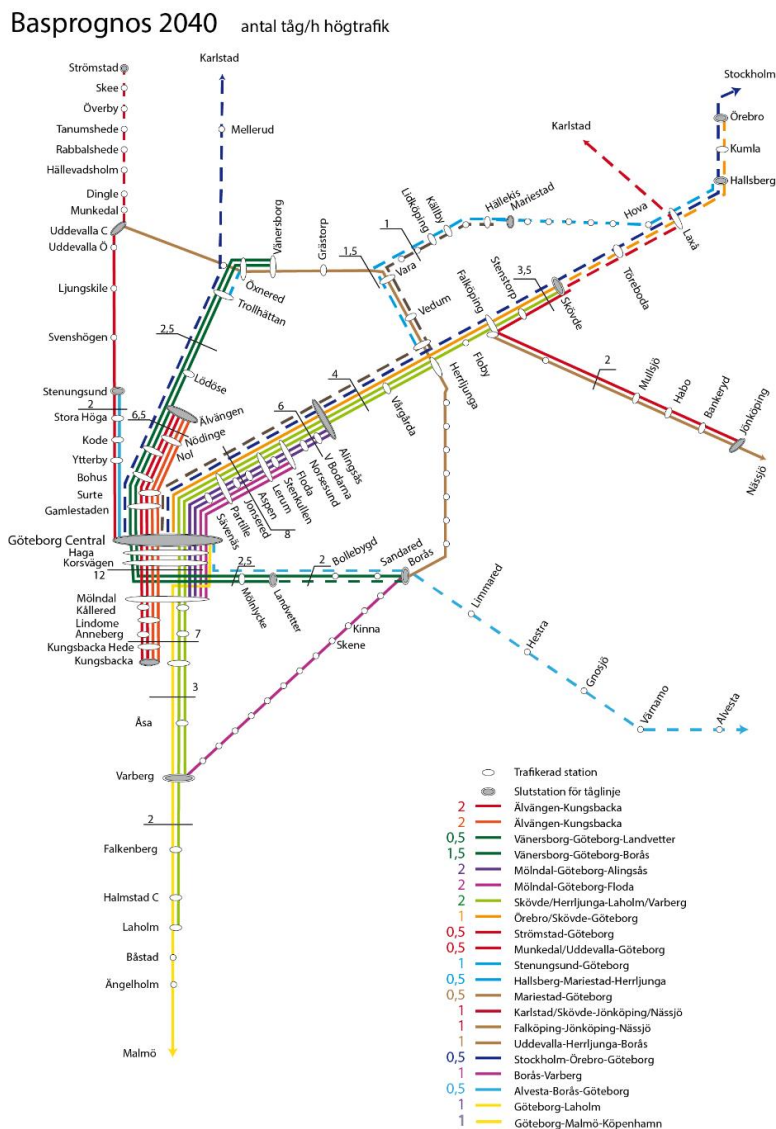 Basprognos 2040 antal tåg/h högtrafik
Karlstad
Strömstad
Skee
Överby
Tanumshede
Rabbalshede
Hällevadsholm
Dingle
Munkedal
Uddevalla C
Uddevalla Ö
Ljungskile
Svenshögen
Stenungsund
2
Stora Höga
Kode
Ytterby
Bohus
Surte
Gamlestaden
Göteborg Central
Haga
Korsvägen
12
Mölndal
Kållered
Lindome
Anneberg
Kungsbacka Hede
Kungsbacka
7
3
Åsa
Varberg
2
Falkenberg
Halmstad C
Laholm
Båstad
Ängelholm
Malmö
Mellerud
Vänersborg
Öxnered
Trollhättan
2,5
Lödöse
6,5
Älvängen
Nödinge
Nol
Grästorp
1,5
1
Vara
Vedum
Lidköping
Källby
Hällekis
Mariestad
Hova
Karlstad
Stockholm
Örebro
Kumla
Hallsberg
Laxå
Töreboda
3,5
Skövde
Stenstorp
Falköping
Floby
Herrljunga
Vårgårda
4
6
8
Alingsås
V Bodarna
Norsesund
Floda
Stenkullen
Lerum
Aspen
Jonsered
Partille
Sävenäs
2
Mullsjö
Habo
Bankeryd
Jönköping
Nässjö
2,5
2
Mölnlycke
Landvetter
Bollebygd
Sandared
Borås
Kinna
Skene
Limmared
Hestra
Gnosjö
Värnamo
Alvesta
Trafikerad station
Slutstation för tåglinje
2 Älvängen-Kungsbacka
2 Älvängen-Kungsbacka
0,5 Vänersborg-Göteborg-Landvetter
1,5 Vänersborg-Göteborg-Borås
2 Mölndal-Göteborg-Alingsås
2 Mölndal-Göteborg-Floda
2 Skövde/Herrljunga-Laholm/Varberg
1 Örebro/Skövde-Göteborg
0,5 Strömstad-Göteborg
0,5 Munkedal/Uddevalla-Göteborg
1 Stenungsund-Göteborg
0,5 Hallsberg-Mariestad-Herrljunga
0,5 Mariestad-Göteborg
1 Karlstad/Skövde-Jönköping/Nässjö
1 Falköping-Jönköping-Nässjö
1 Uddevalla-Herrljunga-Borås
0,5 Stockholm-Örebro-Göteborg
1 Borås-Varberg
0,5 Alvesta-Borås-Göteborg
1 Göteborg-Laholm
1 Göteborg-Malmö-Köpenhamn